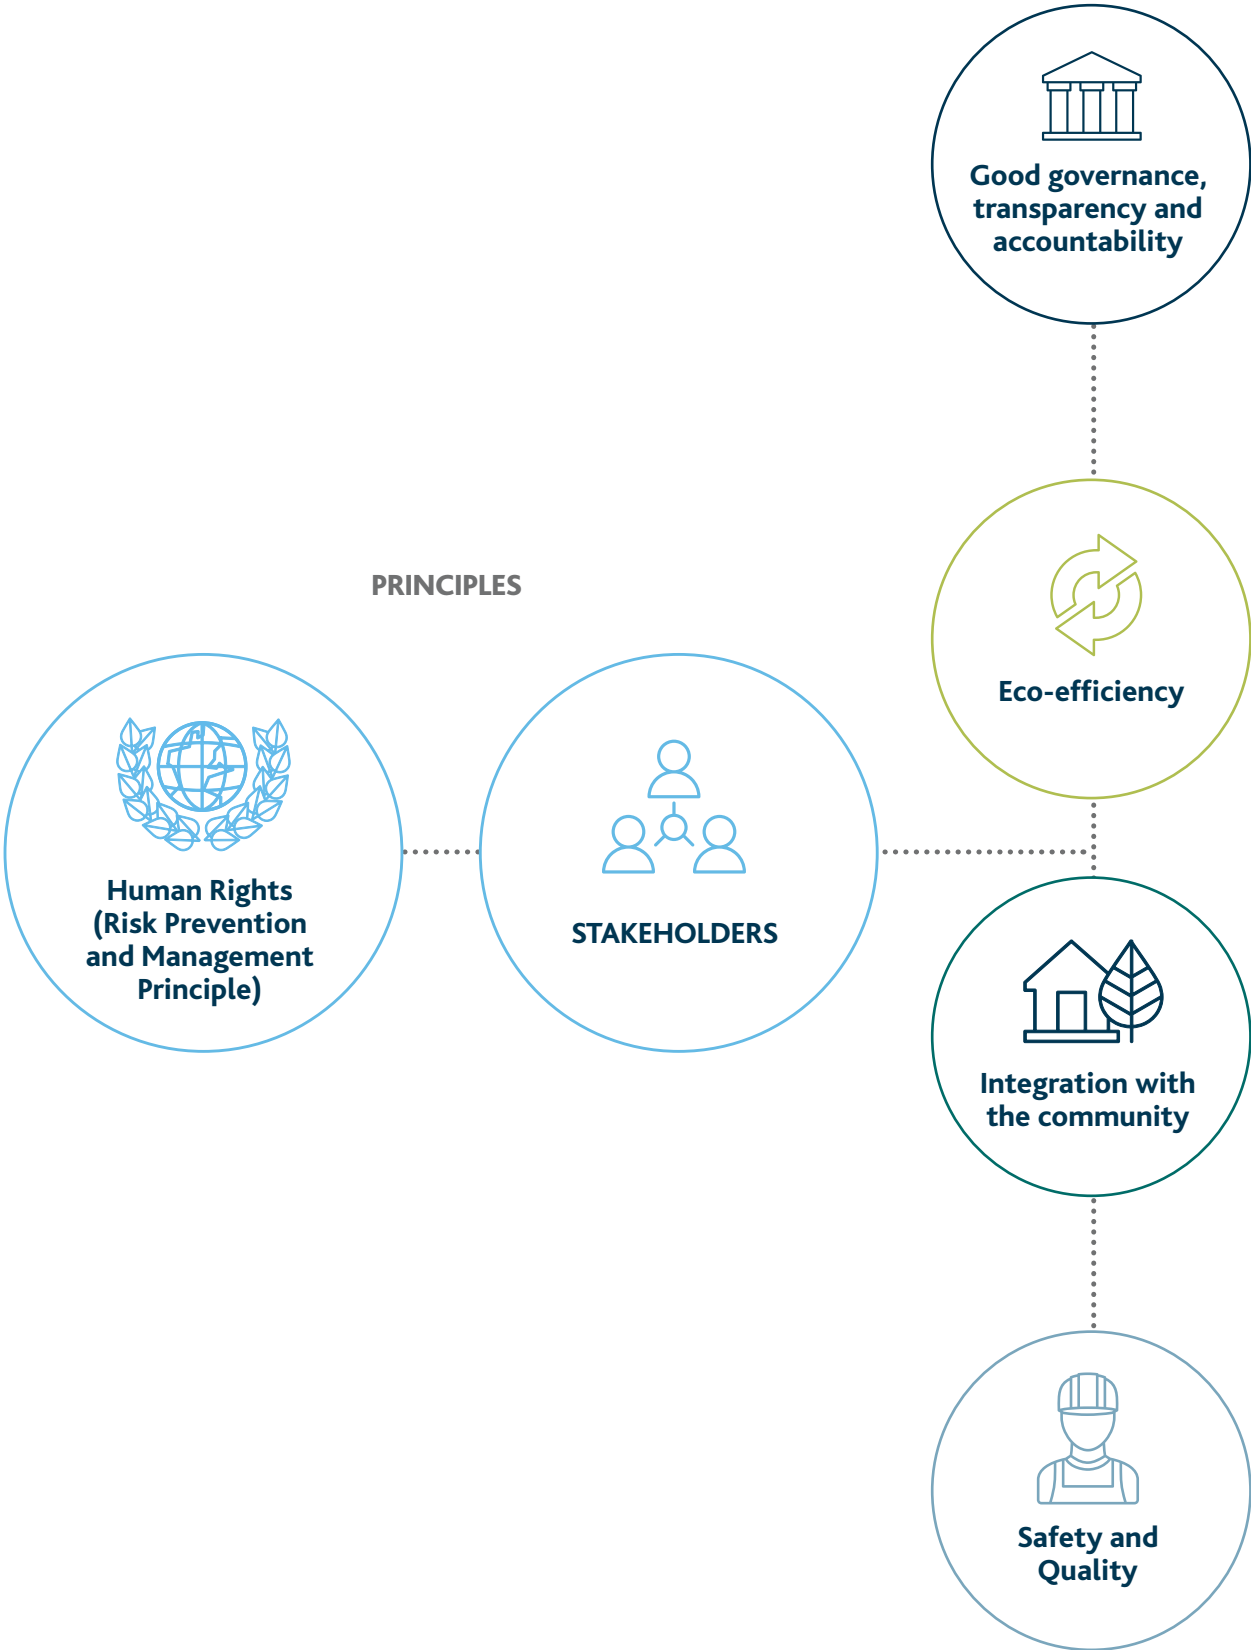 PRINCIPLES
Human Rights
(Risk Prevention
and Management
Principle)
STAKEHOLDERS
Good governance,
transparency and
accountability
Eco-efficiency
Integration with
the community
Safety and
Quality